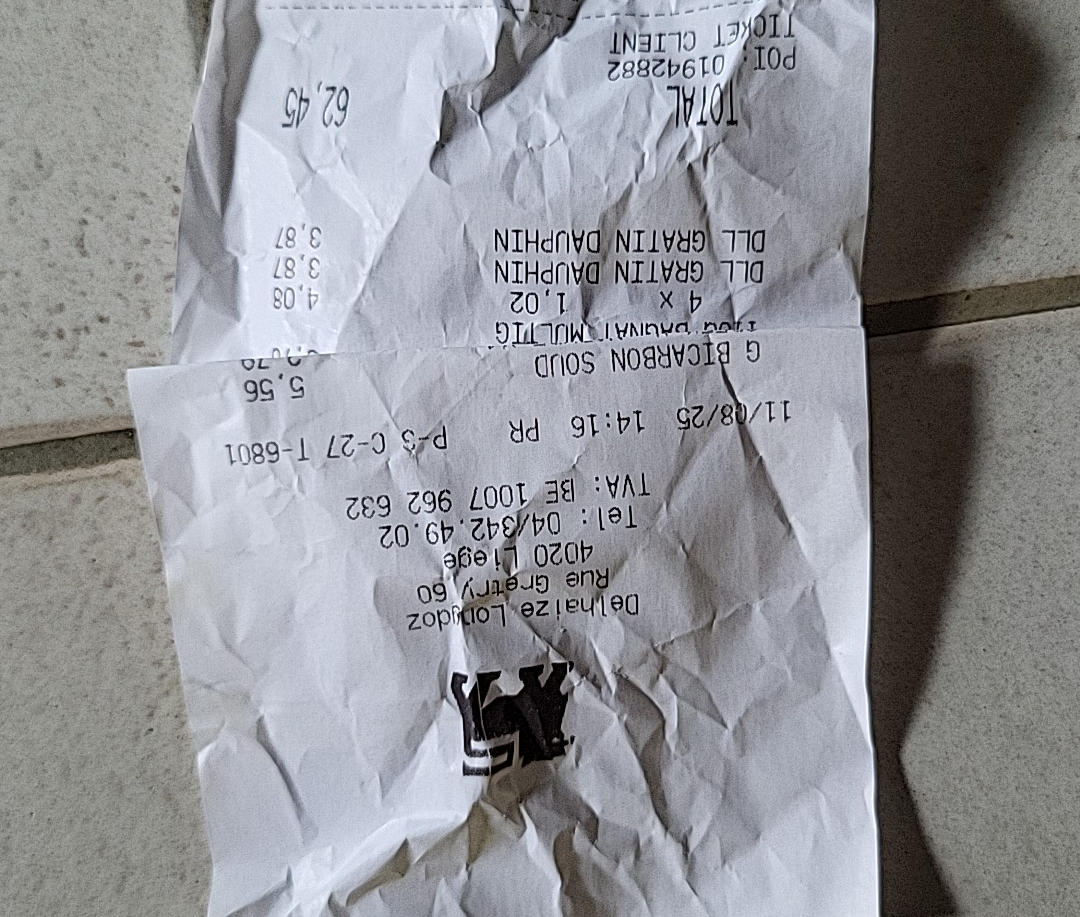 Delhaize Longdoz
Rue Gretry 60
4020 Liege
Tel: 04/342.49.02
TVA: BE 1007 962 632
11/08/25 14:16 PR P-3 C-27 T-6801
5,56
G BICARBON SOUD
MULTIG
4 x 1,02 4,08
DLL GRATIN DAUPHIN 3,87
DLL GRATIN DAUPHIN 3,87
TOTAL 62,45
POI: 01942882
TICKET CLIENT